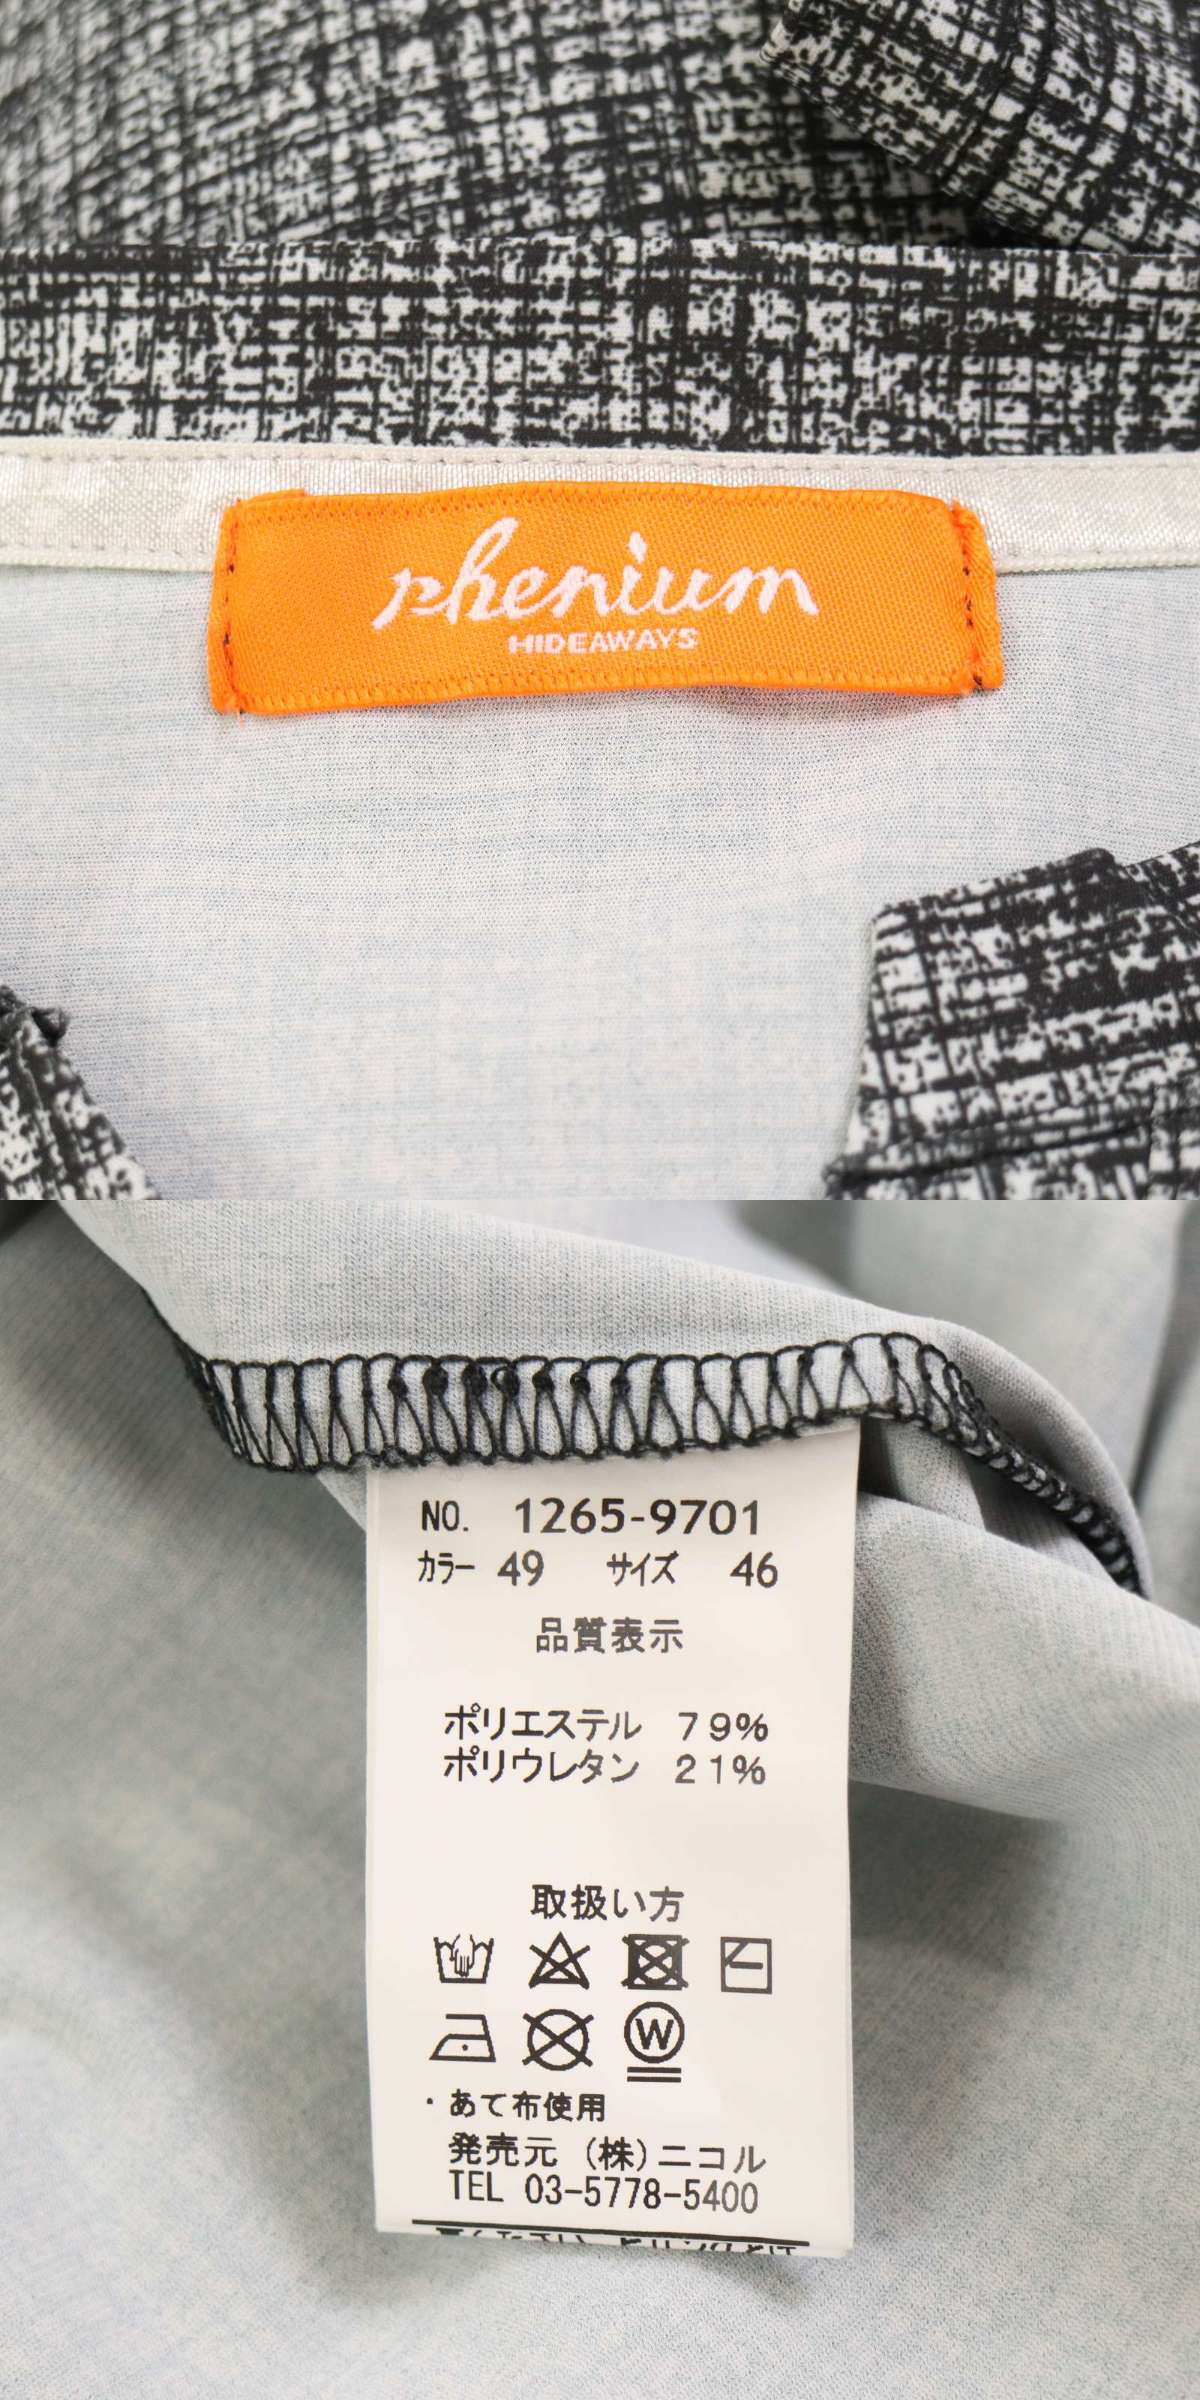 phenium
HIDEAWAYS
NO. 1265-9701
カラー 49 サイズ 46
品質表示
ポリエステル 79%
ポリウレタン 21%
取扱い方
W
・あて布使用
発売元 (株)ニコル
TEL 03-5778-5400